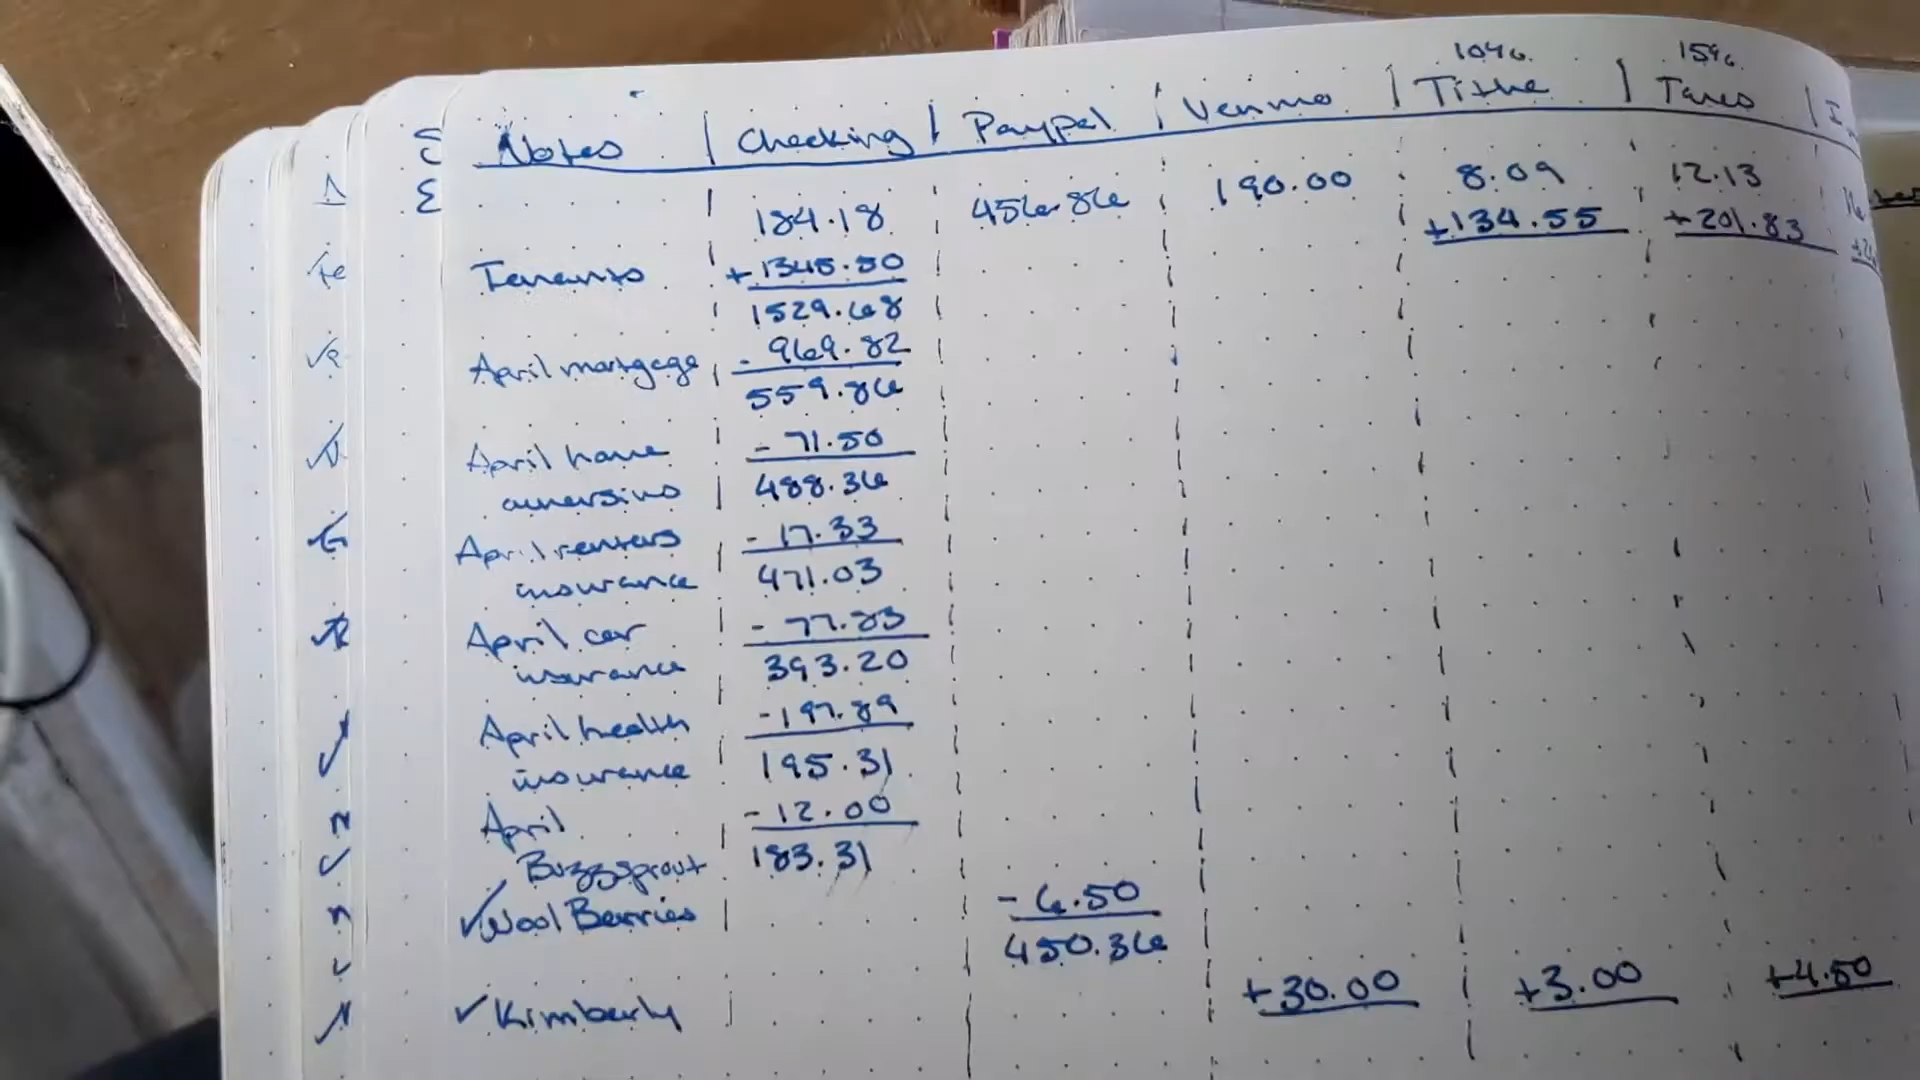 10% 15%
Notes | Checking | Paypal | Venmo | Tithe | Taxes |
184.18 456.86 190.00 8.09 12.13
+134.55 +201.83
Tenants +1345.50
1529.68
April mortgage - 969.82
559.86
April home - 71.50
owners ins 488.36
April renters - 17.33
insurance 471.03
April car - 77.83
insurance 393.20
April health -197.89
insurance 195.31
April - 12.00
Buzzsprout 183.31
✓Wool Berries - 6.50
450.36
✓Kimberly +30.00 +3.00 +4.50